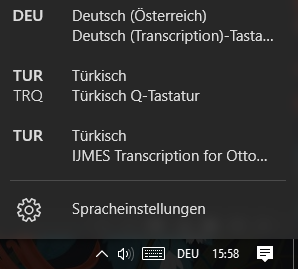 DEU Deutsch (Österreich)
Deutsch (Transcription)-Tasta...
TUR Türkisch
TRQ Türkisch Q-Tastatur
TUR Türkisch
IJMES Transcription for Otto...
Spracheinstellungen
DEU 15:58